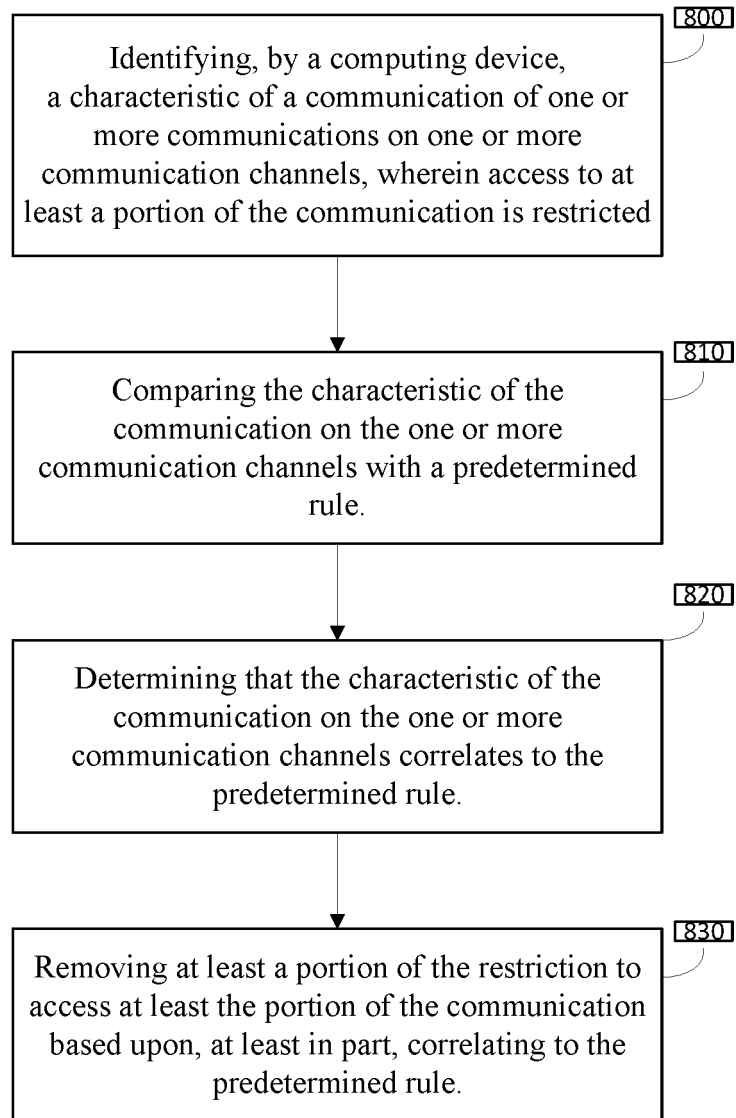 800
Identifying, by a computing device,
a characteristic of a communication of one or
more communications on one or more
communication channels, wherein access to at
least a portion of the communication is restricted
810
Comparing the characteristic of the
communication on the one or more
communication channels with a predetermined
rule.
820
Determining that the characteristic of the
communication on the one or more
communication channels correlates to the
predetermined rule.
830
Removing at least a portion of the restriction to
access at least the portion of the communication
based upon, at least in part, correlating to the
predetermined rule.